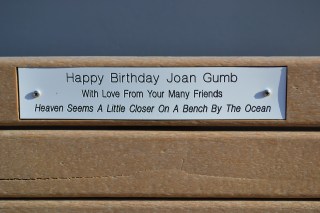 Happy Birthday Joan Gumb
With Love From Your Many Friends
Heaven Seems A Little Closer On A Bench By The Ocean